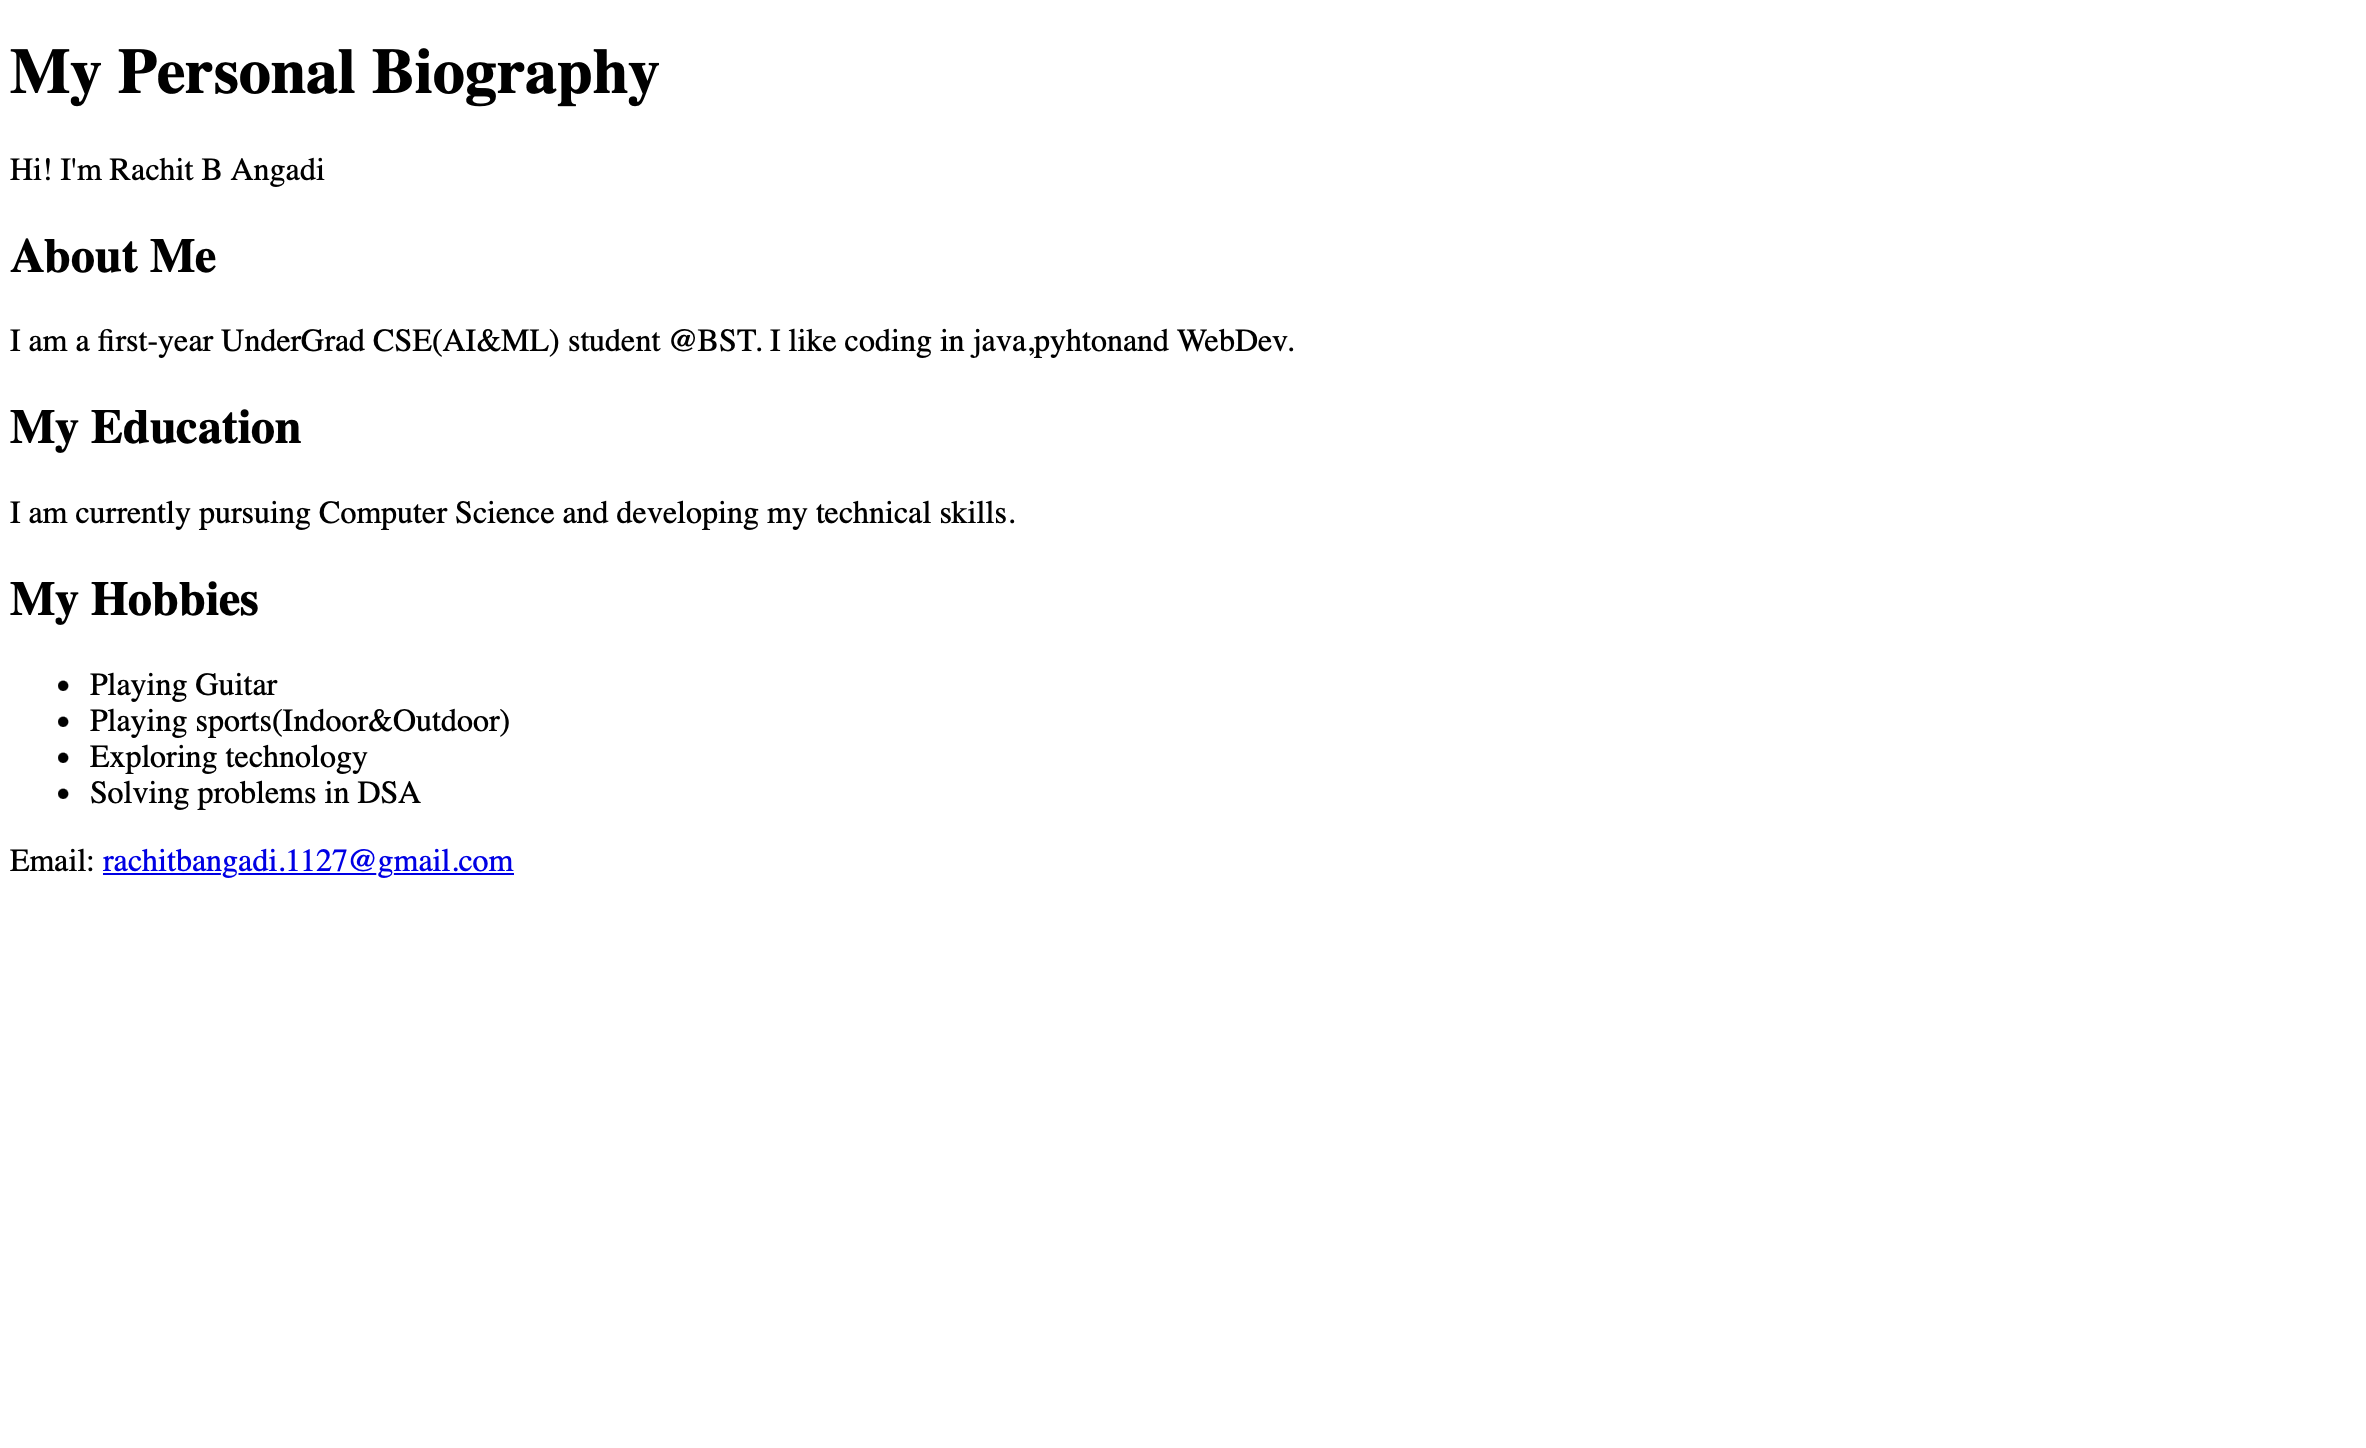 My Personal Biography
Hi! I'm Rachit B Angadi
About Me
I am a first-year UnderGrad CSE(AI&ML) student @BST. I like coding in java,pyhtonand WebDev.
My Education
I am currently pursuing Computer Science and developing my technical skills.
My Hobbies
• Playing Guitar
• Playing sports(Indoor&Outdoor)
• Exploring technology
• Solving problems in DSA
Email: rachitbangadi.1127@gmail.com